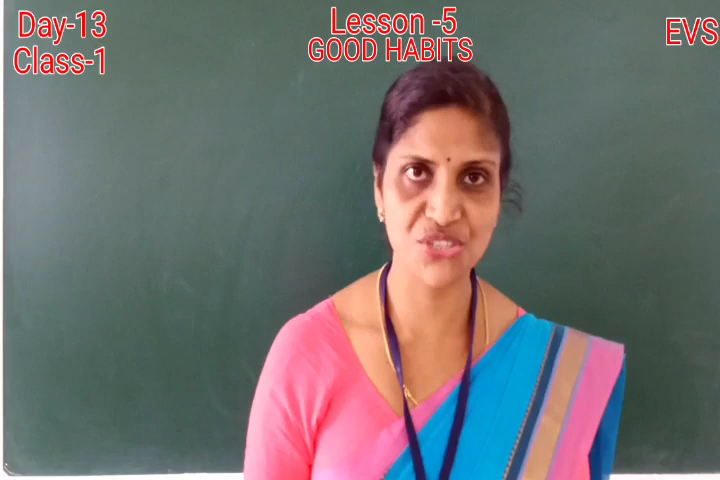 Day-13
Class-1
Lesson -5
GOOD HABITS
EVS